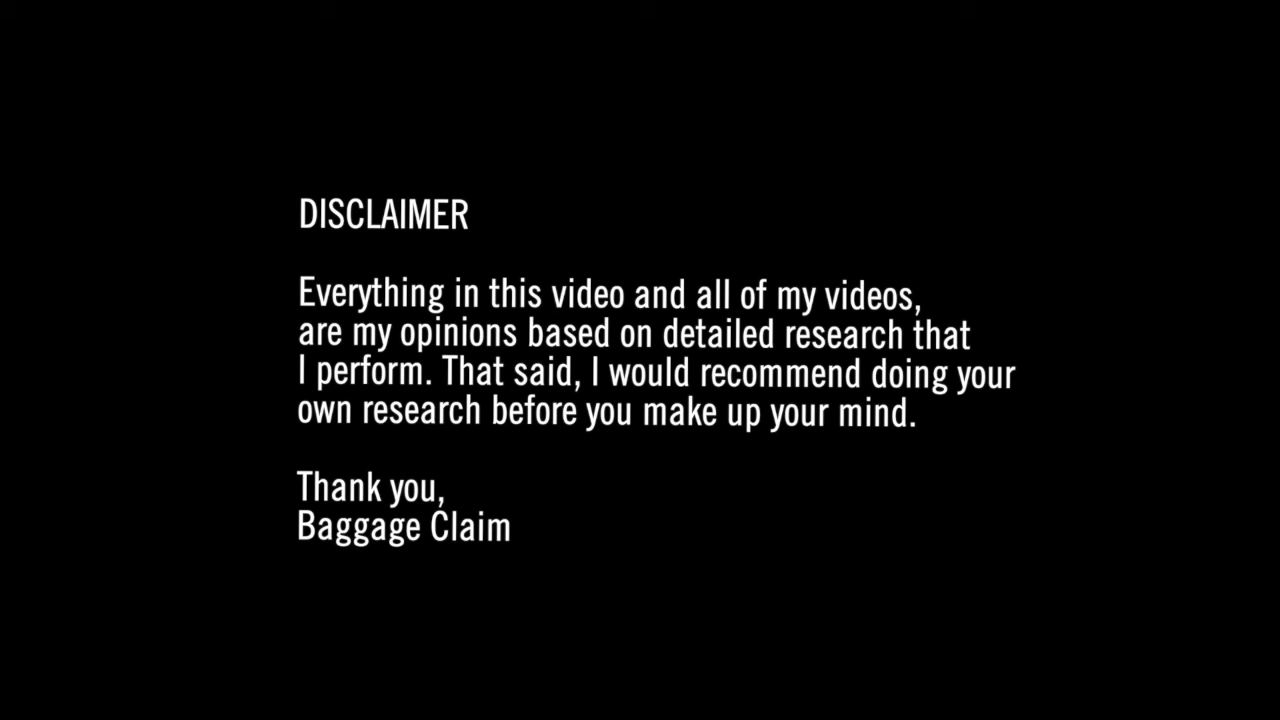 DISCLAIMER
Everything in this video and all of my videos,
are my opinions based on detailed research that
I perform. That said, I would recommend doing your
own research before you make up your mind.
Thank you,
Baggage Claim